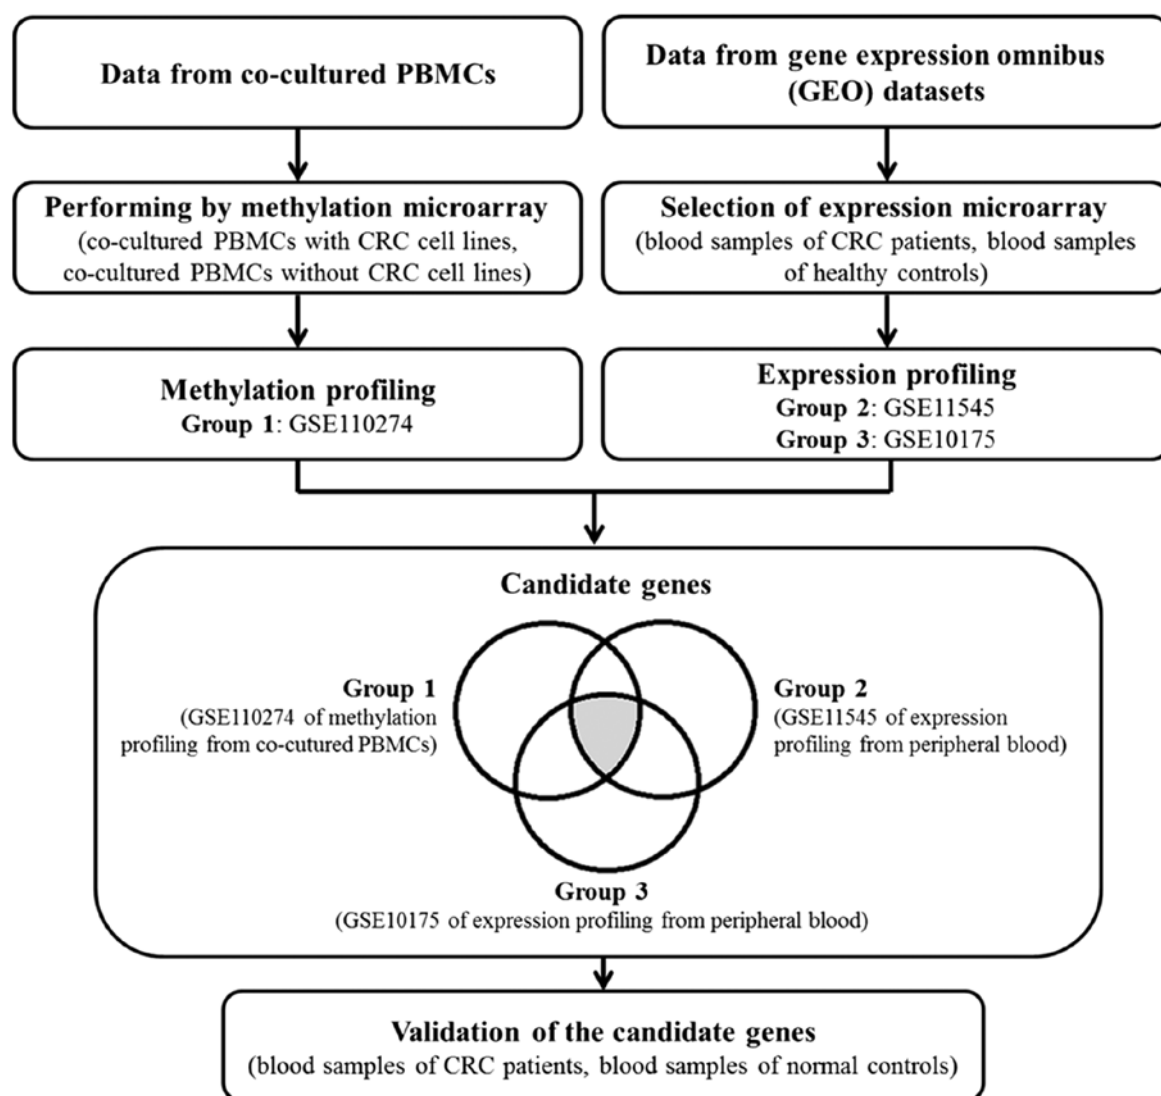 Data from co-cultured PBMCs
Data from gene expression omnibus
(GEO) datasets
Performing by methylation microarray
(co-cultured PBMCs with CRC cell lines,
co-cultured PBMCs without CRC cell lines)
Selection of expression microarray
(blood samples of CRC patients, blood samples
of healthy controls)
Methylation profiling
Group 1: GSE110274
Expression profiling
Group 2: GSE11545
Group 3: GSE10175
Candidate genes
Group 1
(GSE110274 of methylation
profiling from co-cutured PBMCs)
Group 2
(GSE11545 of expression
profiling from peripheral blood)
Group 3
(GSE10175 of expression profiling from peripheral blood)
Validation of the candidate genes
(blood samples of CRC patients, blood samples of normal controls)